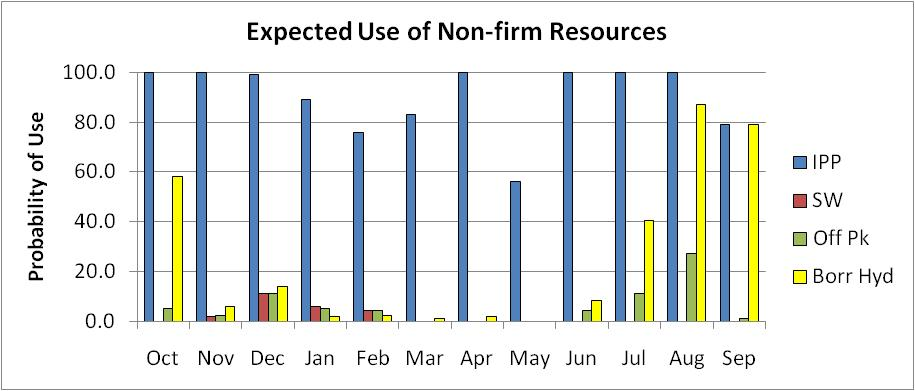 Expected Use of Non-firm Resources
Probability of Use
100.0
80.0
60.0
40.0
20.0
0.0
Oct Nov Dec Jan Feb Mar Apr May Jun Jul Aug Sep
IPP
SW
Off Pk
Borr Hyd